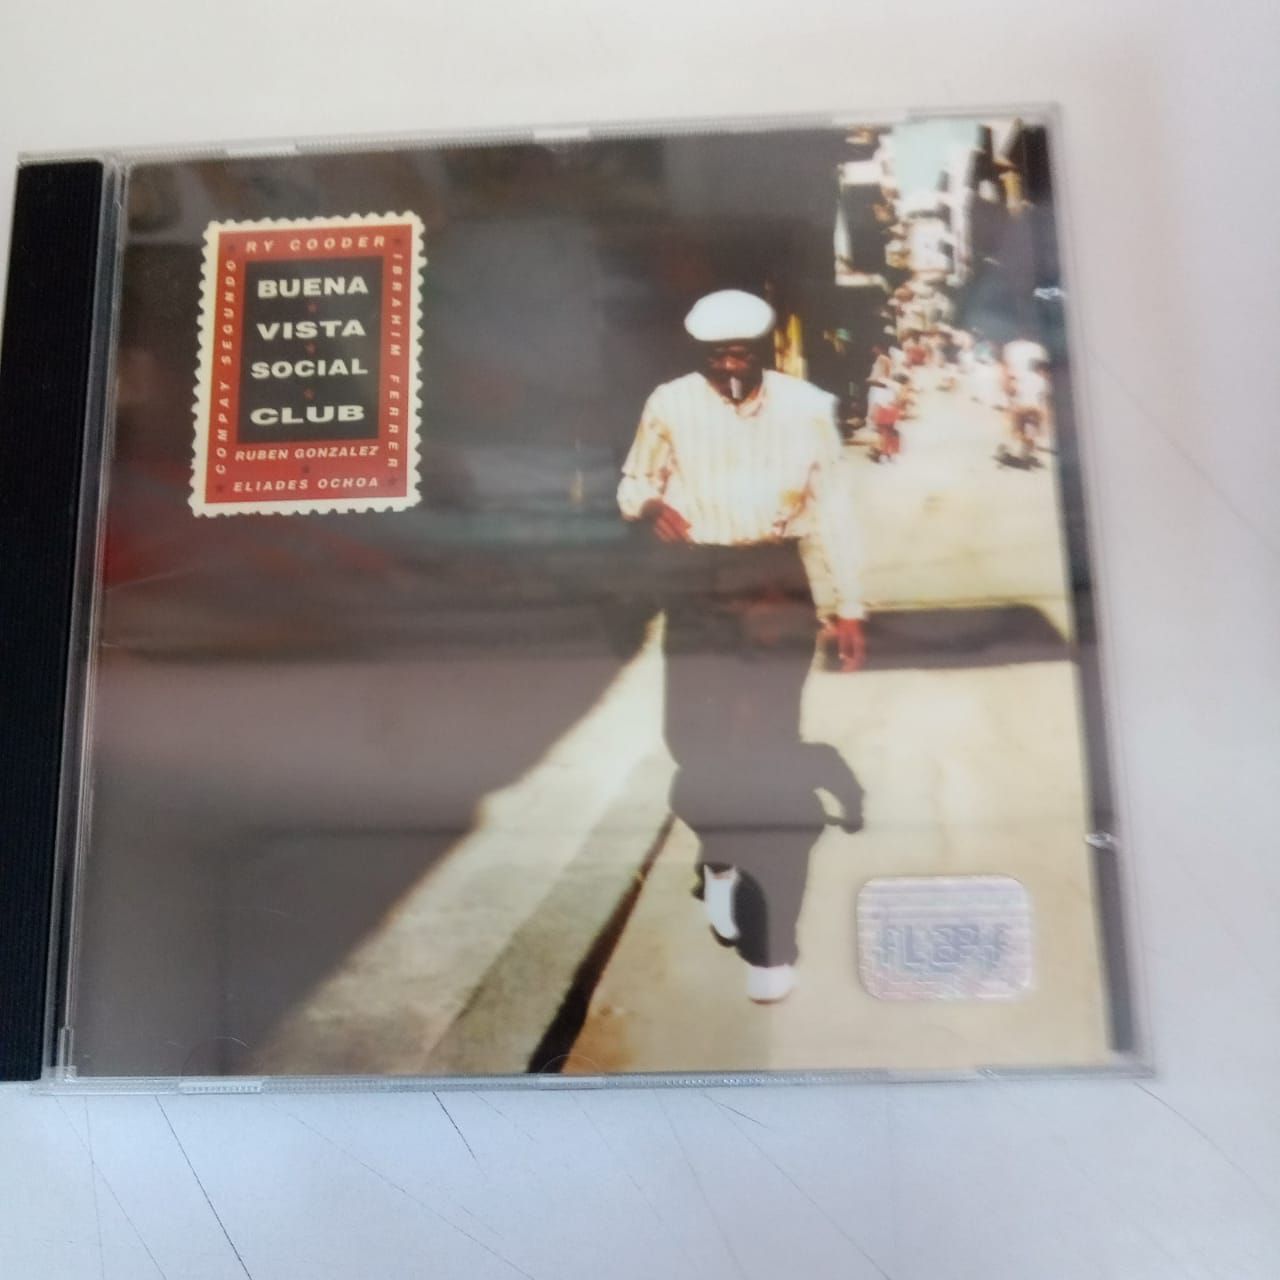 RY COODER
COMPAY SEGUNDO
IBRAHIM FERRER
BUENA
VISTA
SOCIAL
CLUB
RUBEN GONZALEZ
ELIADES OCHOA